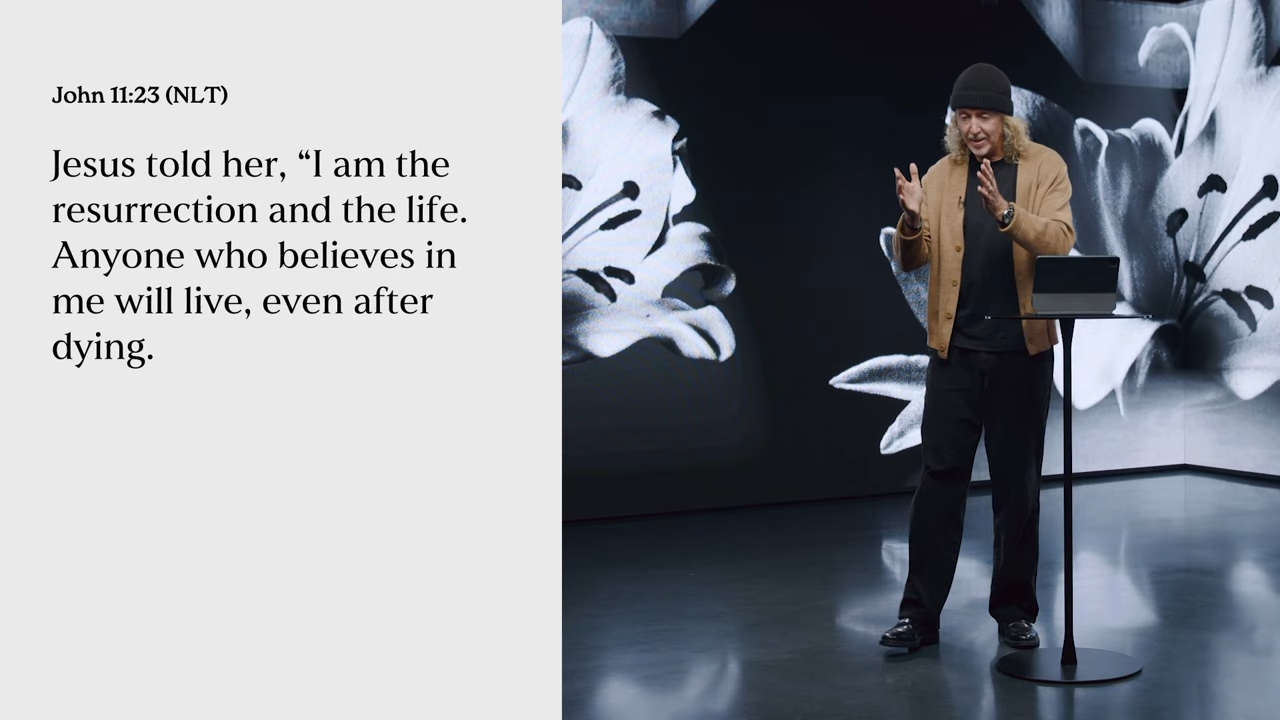 John 11:23 (NLT)
Jesus told her, “I am the
resurrection and the life.
Anyone who believes in
me will live, even after
dying.